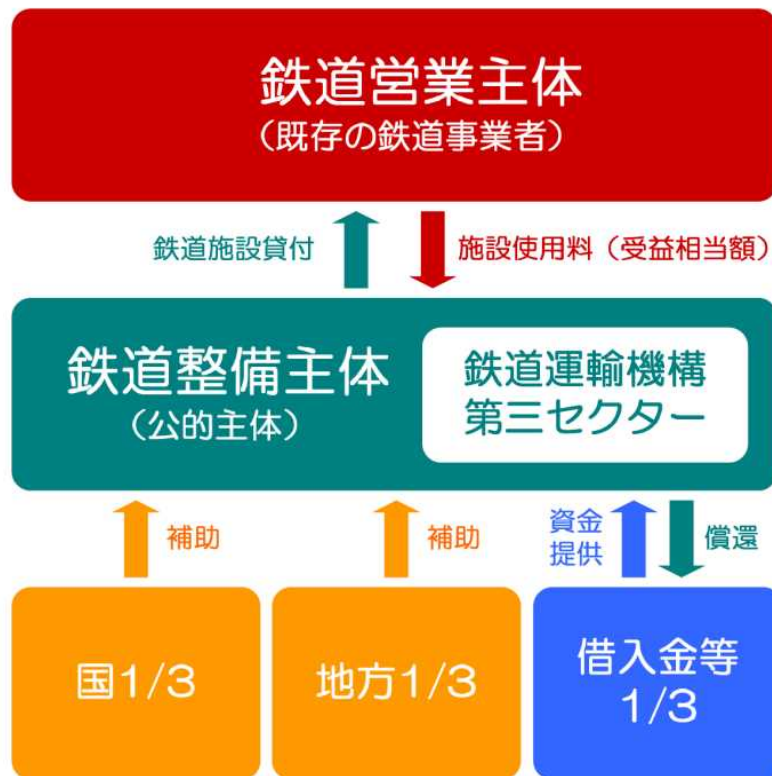 鉄道営業主体
（既存の鉄道事業者）
鉄道施設貸付
施設使用料（受益相当額）
鉄道整備主体
（公的主体）
鉄道運輸機構
第三セクター
補助
補助
資金
提供
償還
国1/3
地方1/3
借入金等
1/3